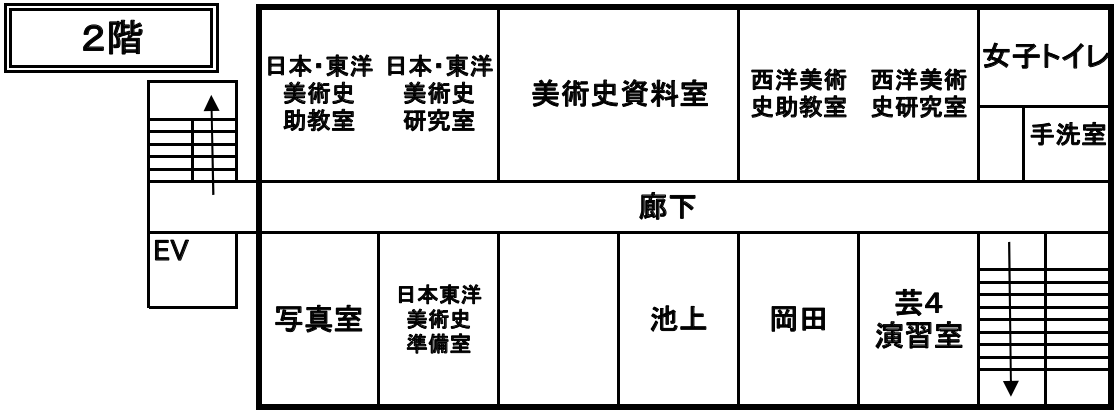 ２階
日本・東洋
美術史
助教室
日本・東洋
美術史
研究室
美術史資料室
西洋美術
史助教室
西洋美術
史研究室
女子トイレ
手洗室
廊下
EV
写真室
日本東洋
美術史
準備室
池上
岡田
芸４
演習室